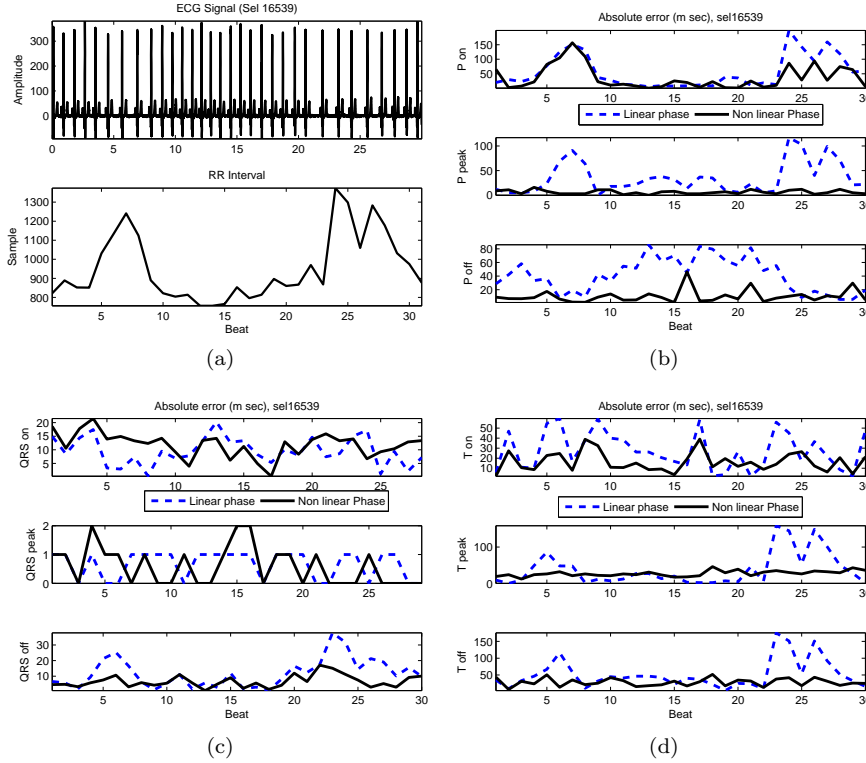 ECG Signal (Sel 16539)
Amplitude
300
200
100
0
0 5 10 15 20 25 30
RR Interval
Sample
1300
1200
1100
1000
900
800
5 10 15 20 25 30
Beat
(a)
Absolute error (m sec), sel16539
P on
150
100
50
5 10 15 20 25 30
Linear phase Non linear Phase
P peak
100
50
0
5 10 15 20 25 30
P off
80
60
40
20
5 10 15 20 25 30
Beat
(b)
Absolute error (m sec), sel16539
QRS on
20
15
10
5
5 10 15 20 25
Linear phase Non linear Phase
QRS peak
2
1
0
5 10 15 20 25
QRS off
30
20
10
5 10 15 20 25 30
Beat
(c)
Absolute error (m sec), sel16539
T on
50
40
30
20
10
5 10 15 20 25 30
Linear phase Non linear Phase
T peak
100
50
0
5 10 15 20 25 30
T off
150
100
50
5 10 15 20 25 30
Beat
(d)